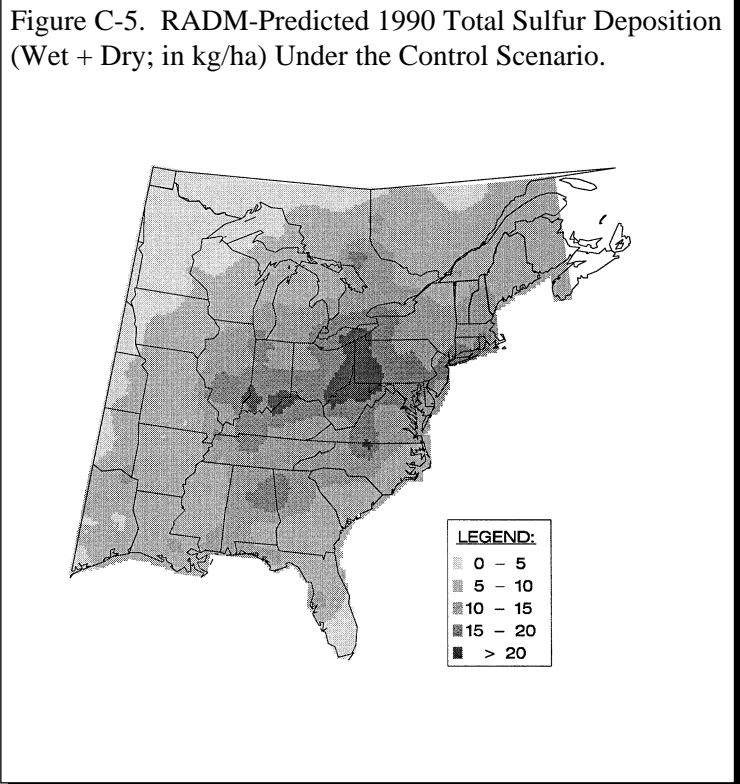 Figure C-5.  RADM-Predicted 1990 Total Sulfur Deposition
(Wet + Dry; in kg/ha) Under the Control Scenario.
LEGEND:
0 – 5
5 – 10
10 – 15
15 – 20
> 20